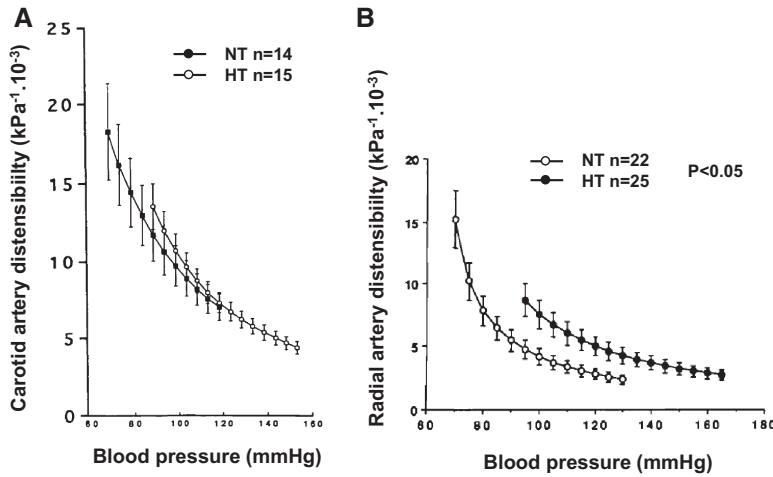 A
25
20
15
10
5
0
60
80
100
120
140
160
NT n=14
HT n=15
Carotid artery distensibiilty (kPa-1.10-3)
Blood pressure (mmHg)
B
20
15
10
5
0
60
80
100
120
140
160
180
NT n=22
HT n=25
P<0.05
Radial artery distensibiilty (kPa-1.10-3)
Blood pressure (mmHg)